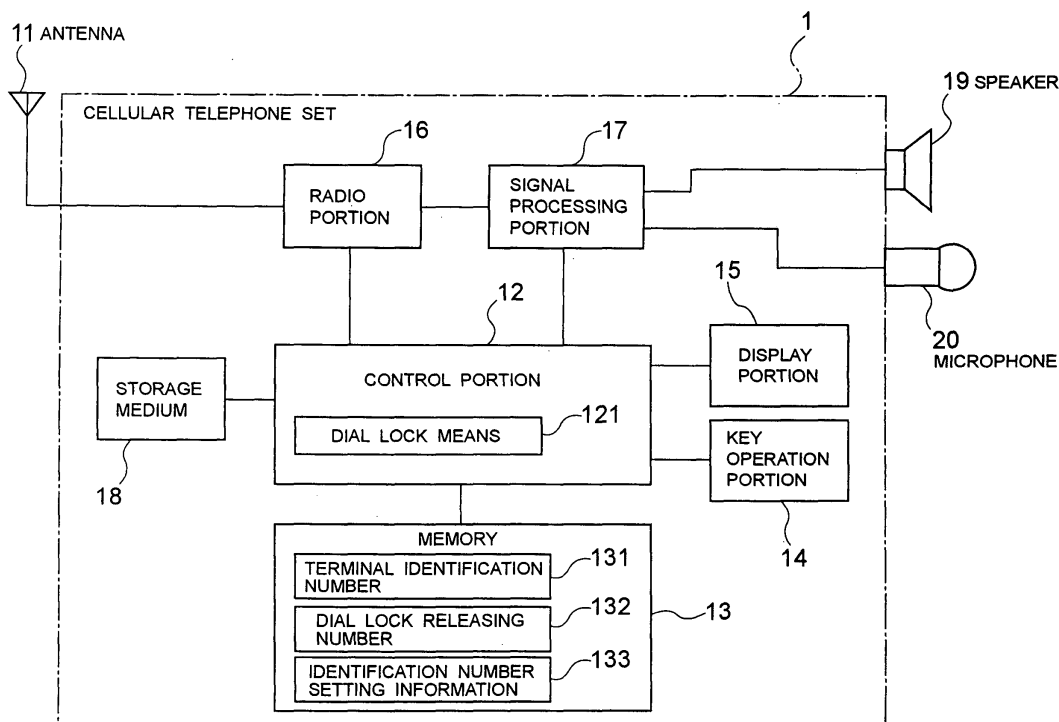 11 ANTENNA
1
19 SPEAKER
CELLULAR TELEPHONE SET
16
17
RADIO
PORTION
SIGNAL
PROCESSING
PORTION
12
15
20
MICROPHONE
STORAGE
MEDIUM
18
CONTROL PORTION
DIAL LOCK MEANS
121
DISPLAY
PORTION
KEY
OPERATION
PORTION
14
MEMORY
TERMINAL IDENTIFICATION
NUMBER
131
DIAL LOCK RELEASING
NUMBER
132
13
IDENTIFICATION NUMBER
SETTING INFORMATION
133